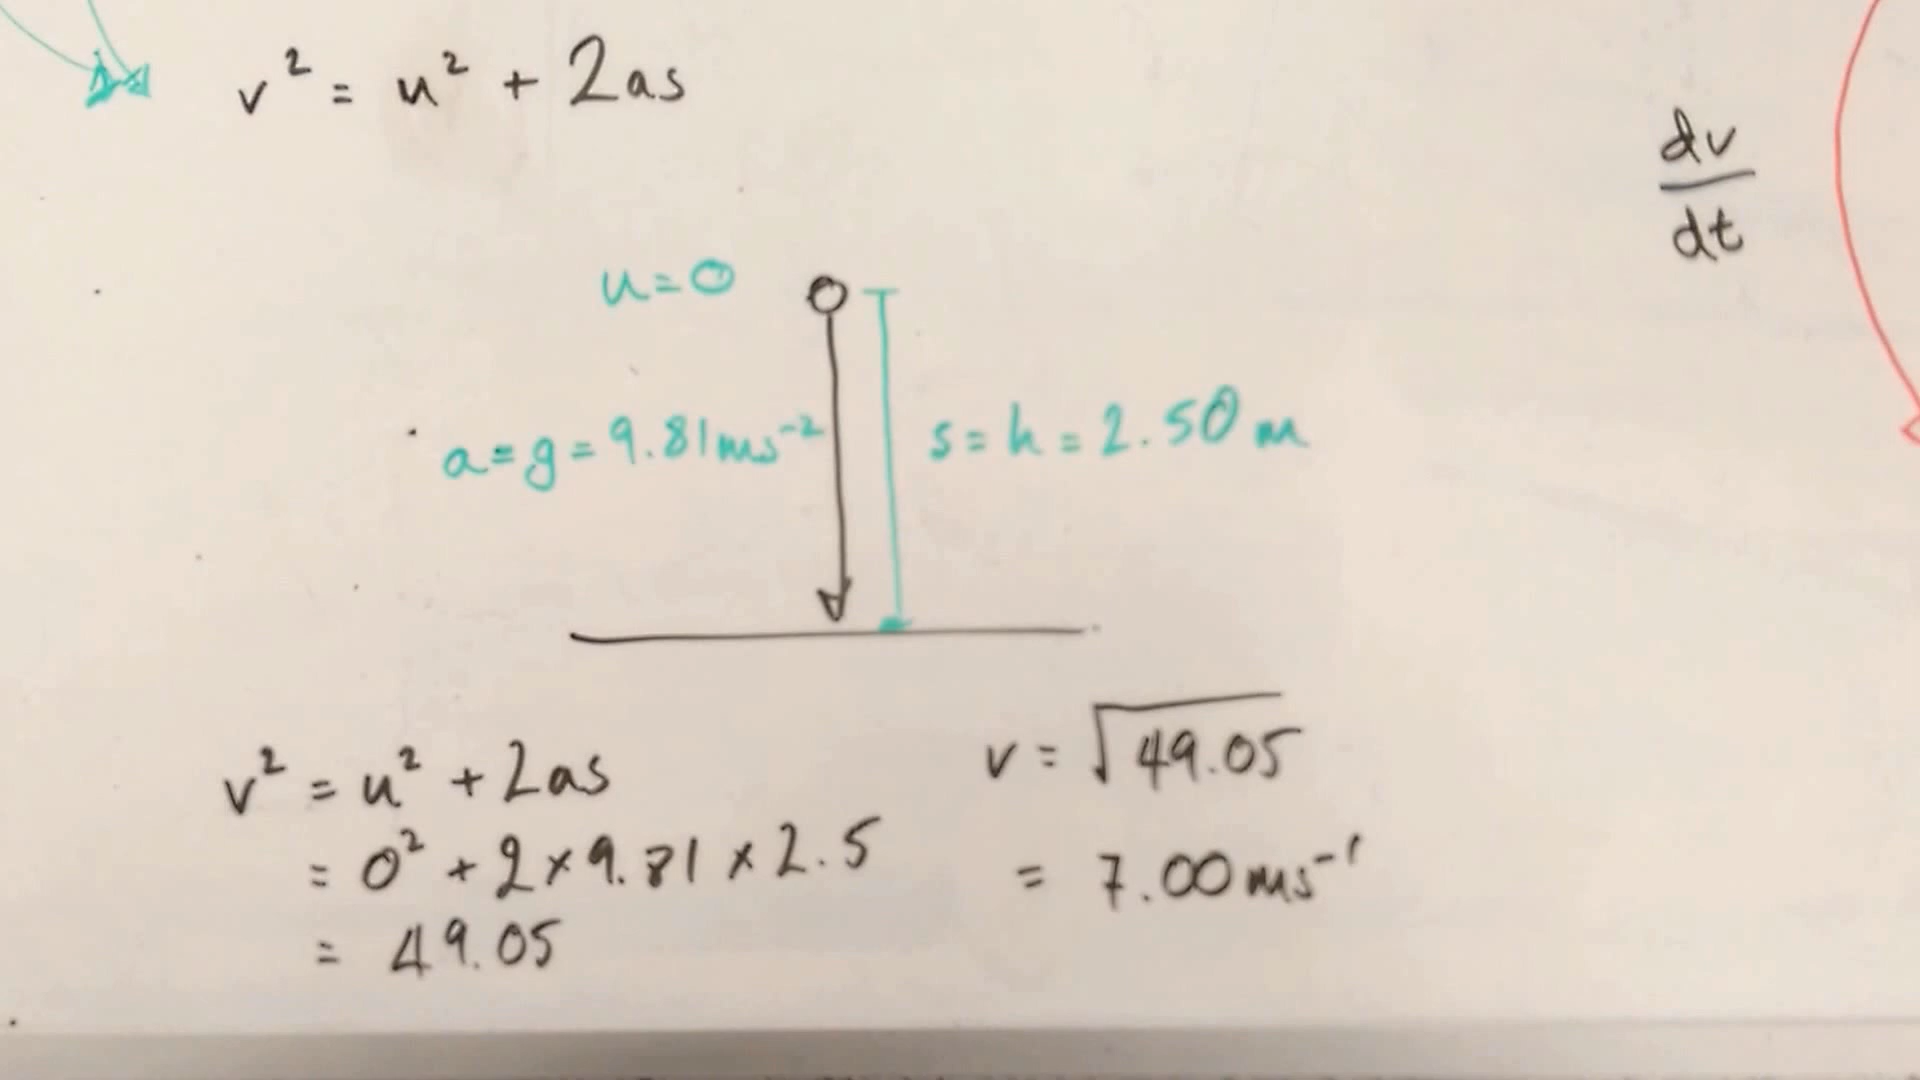 v² = u² + 2as
dv
dt
u=0
a=g=9.81ms⁻²
s=h=2.50m
v² = u² + 2as
= 0² + 2×9.81×2.5
= 49.05
v = √49.05
= 7.00ms⁻¹